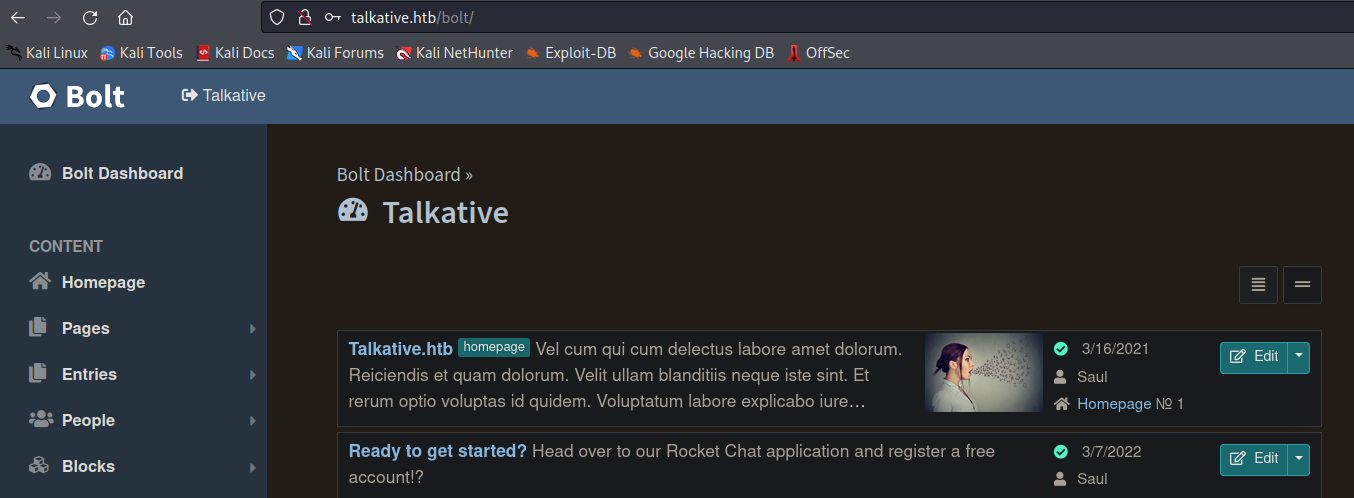 talkative.htb/bolt/
Kali Linux Kali Tools Kali Docs Kali Forums Kali NetHunter Exploit-DB Google Hacking DB OffSec
Bolt Talkative
Bolt Dashboard
Bolt Dashboard »
Talkative
CONTENT
Homepage
Pages
Entries
People
Blocks
Talkative.htb homepage Vel cum qui cum delectus labore amet dolorum.
Reiciendis et quam dolorum. Velit ullam blanditiis neque iste sint. Et
rerum optio voluptas id quidem. Voluptatum labore explicabo iure…
3/16/2021
Saul
Homepage № 1
Edit
Ready to get started? Head over to our Rocket Chat application and register a free
account!?
3/7/2022
Saul
Edit